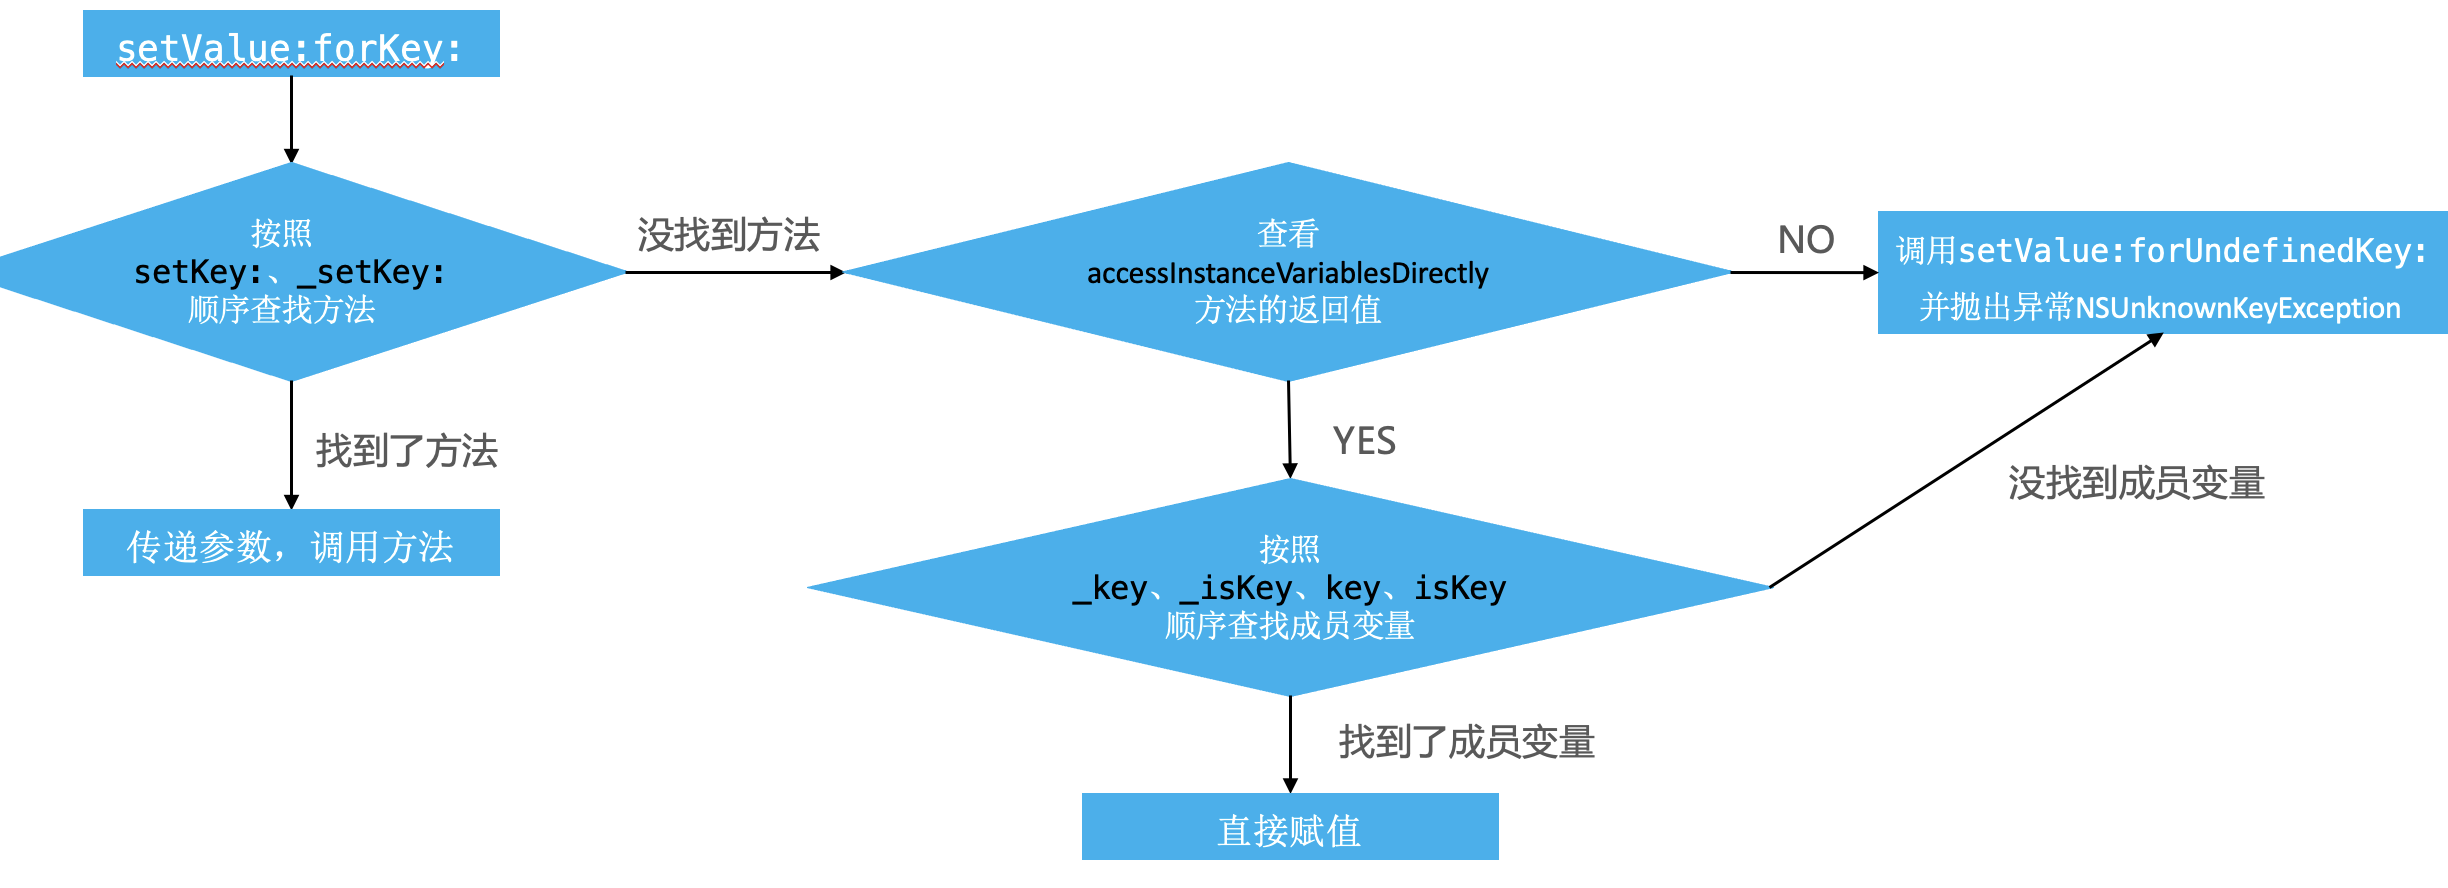 setValue:forKey:
按照
setKey:、_setKey:
顺序查找方法
没找到方法
查看
accessInstanceVariablesDirectly
方法的返回值
NO
调用setValue:forUndefinedKey:
并抛出异常NSUnknownKeyException
找到了方法
YES
没找到成员变量
传递参数，调用方法
按照
_key、_isKey、key、isKey
顺序查找成员变量
找到了成员变量
直接赋值